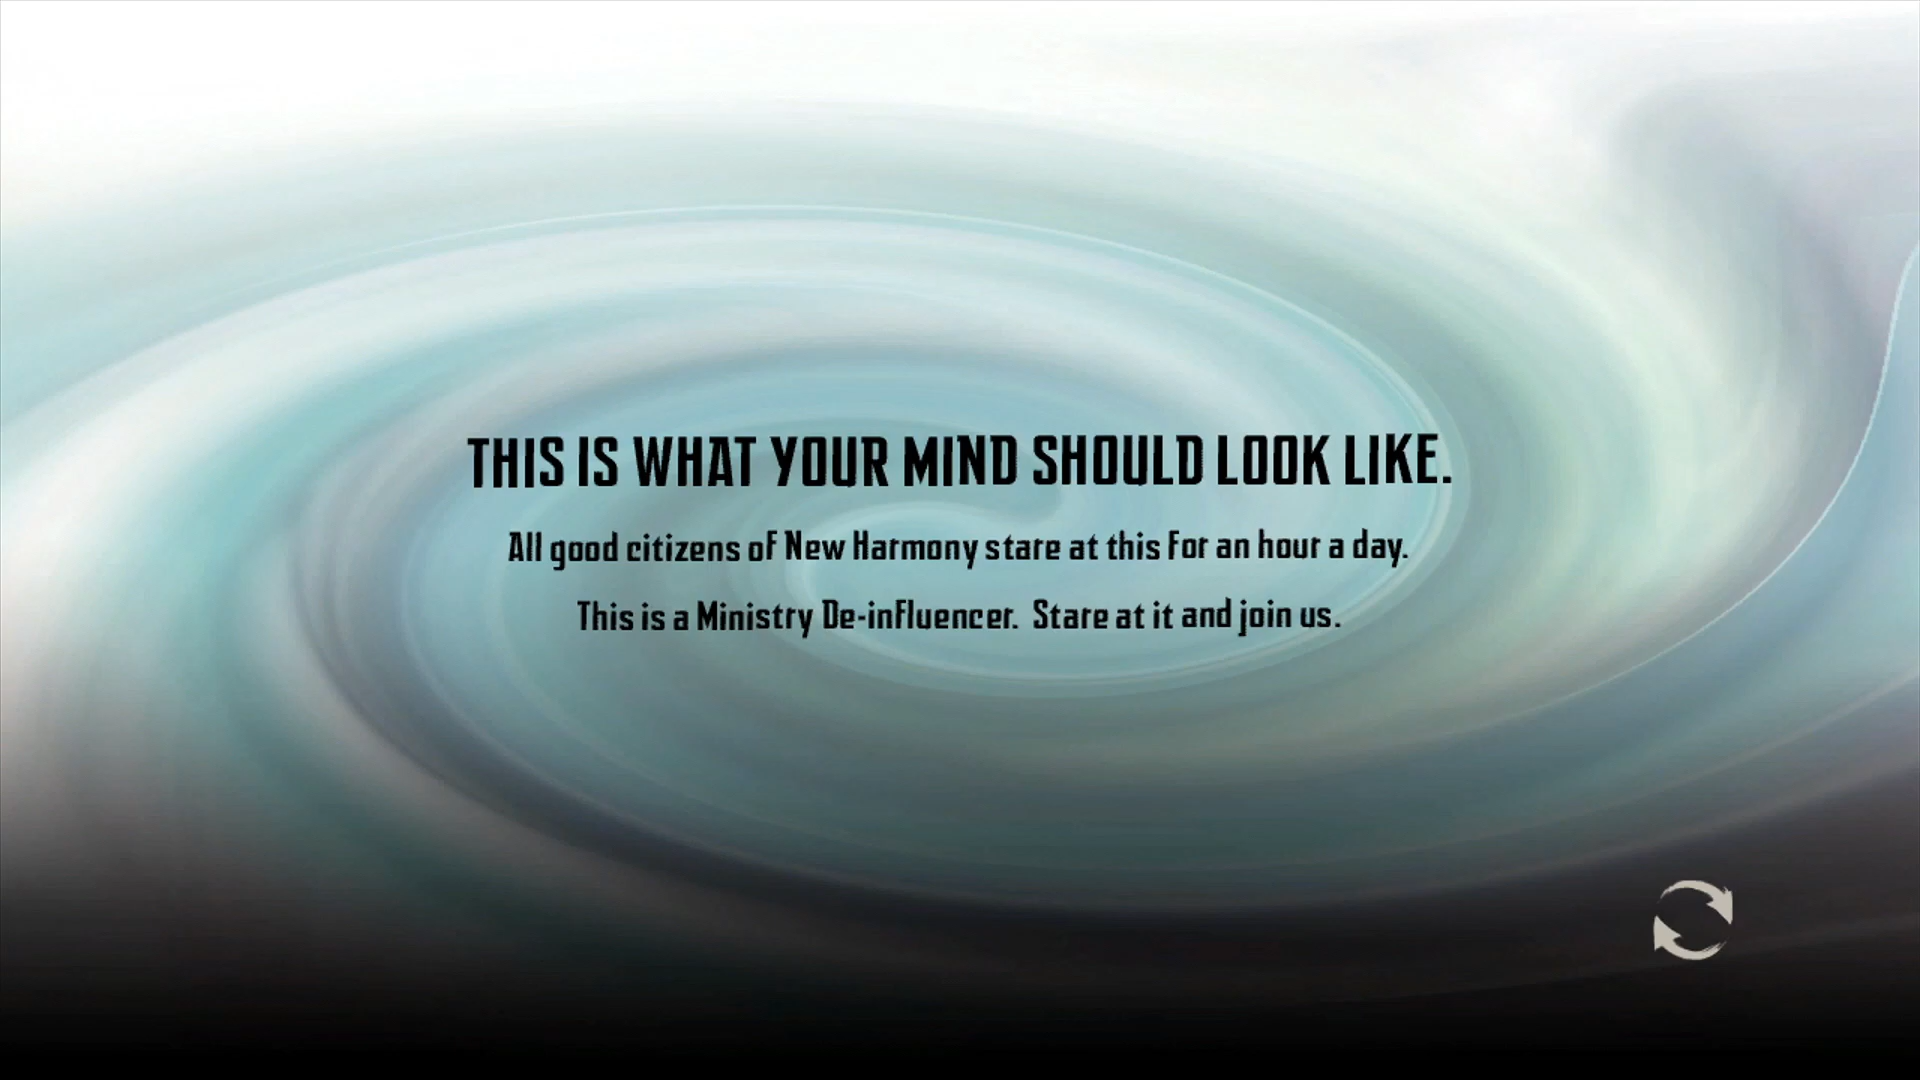 THIS IS WHAT YOUR MIND SHOULD LOOK LIKE.
All good citizens of New Harmony stare at this for an hour a day.
This is a Ministry De-influencer. Stare at it and join us.